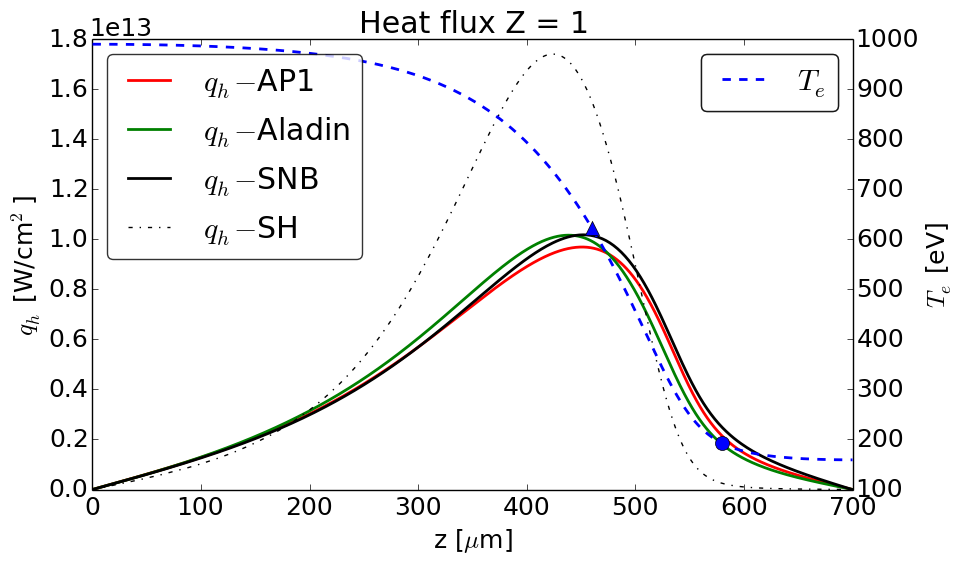 Heat flux Z = 1
1e13
1.8
1.6
1.4
1.2
1.0
0.8
0.6
0.4
0.2
0.0
q_h [W/cm²]
q_h −AP1
q_h −Aladin
q_h −SNB
q_h −SH
T_e
1000
900
800
700
600
500
400
300
200
100
T_e [eV]
0 100 200 300 400 500 600 700
z [μm]